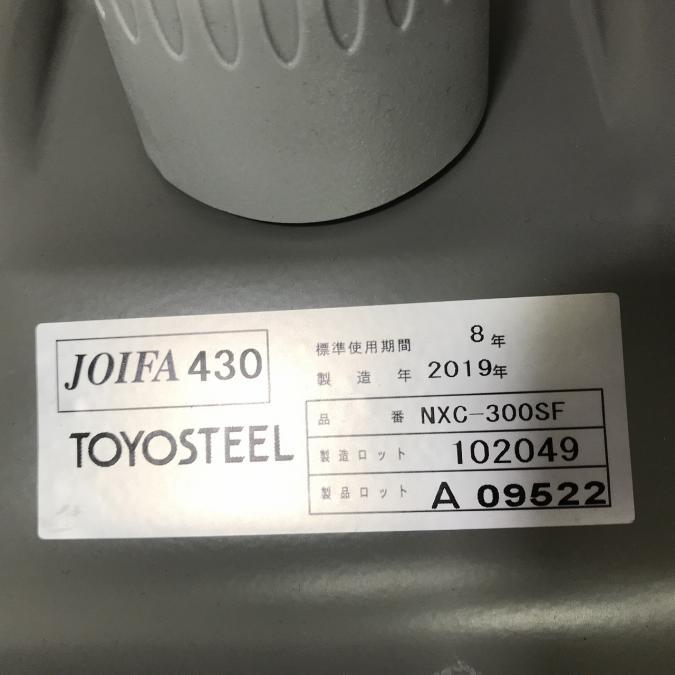 JOIFA 430
TOYOSTEEL
標準使用期間 8年
製造年 2019年
品番 NXC-300SF
製造ロット 102049
製品ロット A 09522